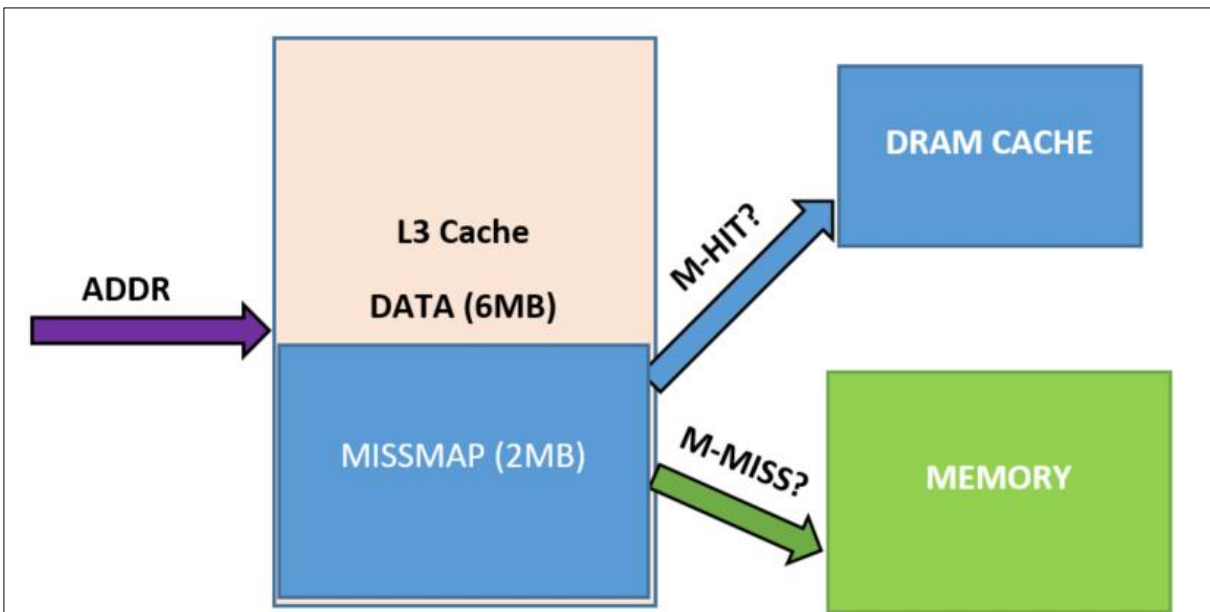 ADDR
L3 Cache
DATA (6MB)
MISSMAP (2MB)
M-HIT?
M-MISS?
DRAM CACHE
MEMORY